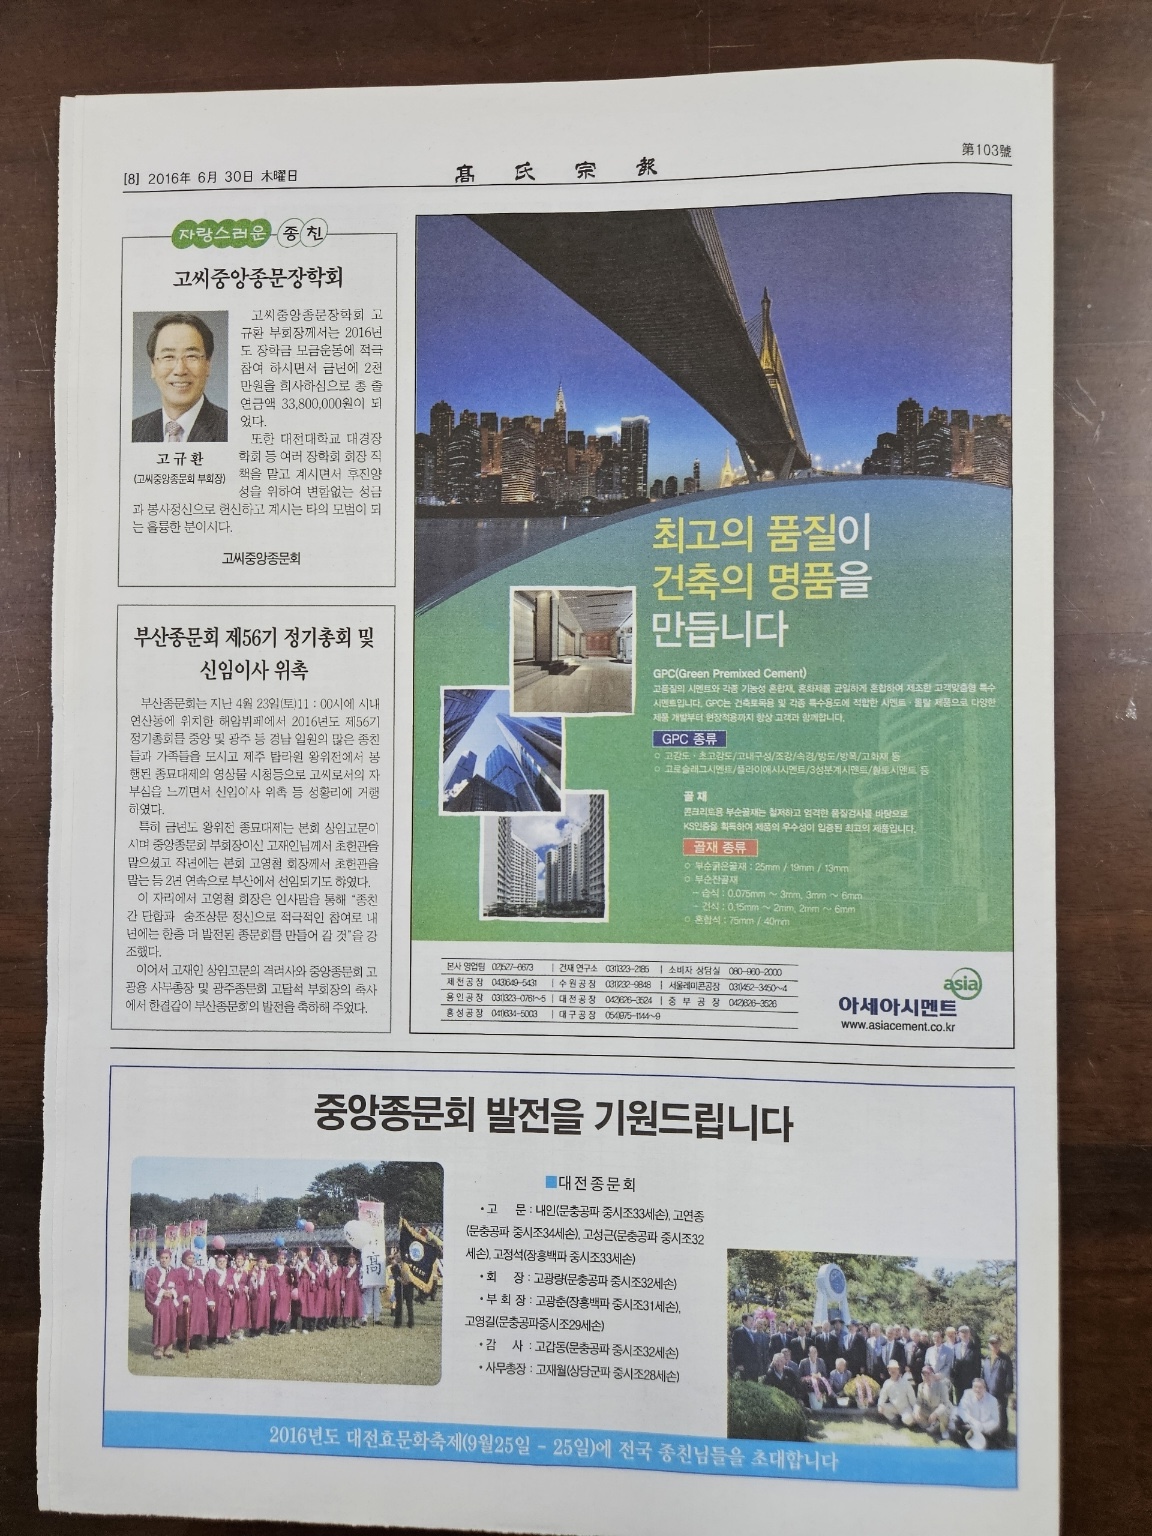 [8] 2016年 6月 30日 木曜日
高氏宗報
第103號
자랑스러운 종친
고씨중앙종문장학회
고씨중앙종문장학회 고
규환 부회장께서는 2016년
도 장학금 모금운동에 적극
참여 하시면서 금년에 2천
만원을 희사하심으로 총 출
연금액 33,800,000원이 되
었다.
또한 대전대학교 대경장
학회 등 여러 장학회 회장 직
책을 맡고 계시면서 후진양
성을 위하여 변함없는 성금
과 봉사정신으로 헌신하고 계시는 타의 모범이 되
는 훌륭한 분이시다.
고규환
(고씨중앙종문회 부회장)
고씨중앙종문회
부산종문회 제56기 정기총회 및
신임이사 위촉
부산종문회는 지난 4월 23일(토)11 : 00시에 시내
연산동에 위치한 해암뷔페에서 2016년도 제56기
정기총회를 중앙 및 광주 등 경남 일원의 많은 종친
들과 가족들을 모시고 제주 탑라원 왕위전에서 봉
행된 종묘대제의 영상물 시청등으로 고씨로서의 자
부심을 느끼면서 신임이사 위촉 등 성황리에 거행
하였다.
특히 금년도 왕위전 종묘대제는 본회 상임고문이
시며 중앙종문회 부회장이신 고재인님께서 초헌관을
맡으셨고 작년에는 본회 고영철 회장께서 초헌관을
맡는 등 2년 연속으로 부산에서 선임되기도 하였다.
이 자리에서 고영철 회장은 인사말을 통해 "종친
간 단합과 숭조상문 정신으로 적극적인 참여로 내
년에는 한층 더 발전된 종문회를 만들어 갈 것"을 강
조했다.
이어서 고재인 상임고문의 격려사와 중앙종문회 고
광용 사무총장 및 광주종문회 고달석 부회장의 축사
에서 한결같이 부산종문회의 발전을 축하해 주었다.
최고의 품질이
건축의 명품을
만듭니다
GPC(Green Premixed Cement)
고품질의 시멘트와 각종 기능성 혼합재, 혼화재를 균일하게 혼합하여 제조한 고객맞춤형 특수
시멘트입니다. GPC는 건축토목용 및 각종 특수용도에 적합한 시멘트 · 몰탈 제품으로 다양한
제품 개발부터 현장적용까지 항상 고객과 함께합니다.
GPC 종류
○ 고강도 · 초고강도/고내구성/조강/속경/방도/방폭/고화재 등
○ 고로슬래그시멘트/플라이애시시멘트/3성분계시멘트/황토시멘트 등
골 재
콘크리트용 부순골재는 철저하고 엄격한 품질검사를 바탕으로
KS인증을 획득하여 제품의 우수성이 입증된 최고의 제품입니다.
골재 종류
○ 부순굵은골재 : 25mm / 19mm / 13mm
○ 부순잔골재
– 습식 : 0.075mm ~ 3mm, 3mm ~ 6mm
– 건식 : 0.15mm ~ 2mm, 2mm ~ 6mm
○ 혼합석 : 75mm / 40mm
본사 영업팀 02)527-6673 | 건재 연구소 031)323-2185 | 소비자 상담실 080-960-2000
제천공장 043)649-5431 | 수원공장 031)232-9848 | 서울레미콘공장 031)452-3450~4
용인공장 031)323-0761~5 | 대전공장 042)626-3524 | 중부공장 042)626-3526
홍성공장 041)634-5003 | 대구공장 054)975-1144~9
asia
아세아시멘트
www.asiacement.co.kr
중앙종문회 발전을 기원드립니다
高
■대전종문회
· 고 문 : 내인(문충공파 중시조33세손), 고연종
(문충공파 중시조34세손), 고성근(문충공파 중시조32
세손), 고정석(장흥백파 중시조33세손)
· 회 장 : 고광량(문충공파 중시조32세손)
· 부 회 장 : 고광춘(장흥백파 중시조31세손),
고영길(문충공파중시조29세손)
· 감 사 : 고갑동(문충공파 중시조32세손)
· 사무총장 : 고재월(상당군파 중시조28세손)
2016년도 대전효문화축제(9월25일 - 25일)에 전국 종친님들을 초대합니다